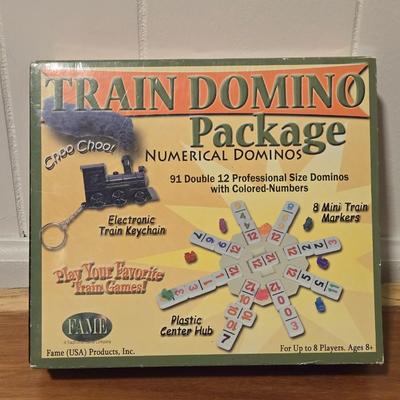 TRAIN DOMINO
Package
NUMERICAL DOMINOS
Choo Choo!
91 Double 12 Professional Size Dominos
with Colored-Numbers
8 Mini Train
Markers
Electronic
Train Keychain
Play Your Favorite
Train Games!
Plastic
Center Hub
FAME
Fame (USA) Products, Inc.
For Up to 8 Players. Ages 8+